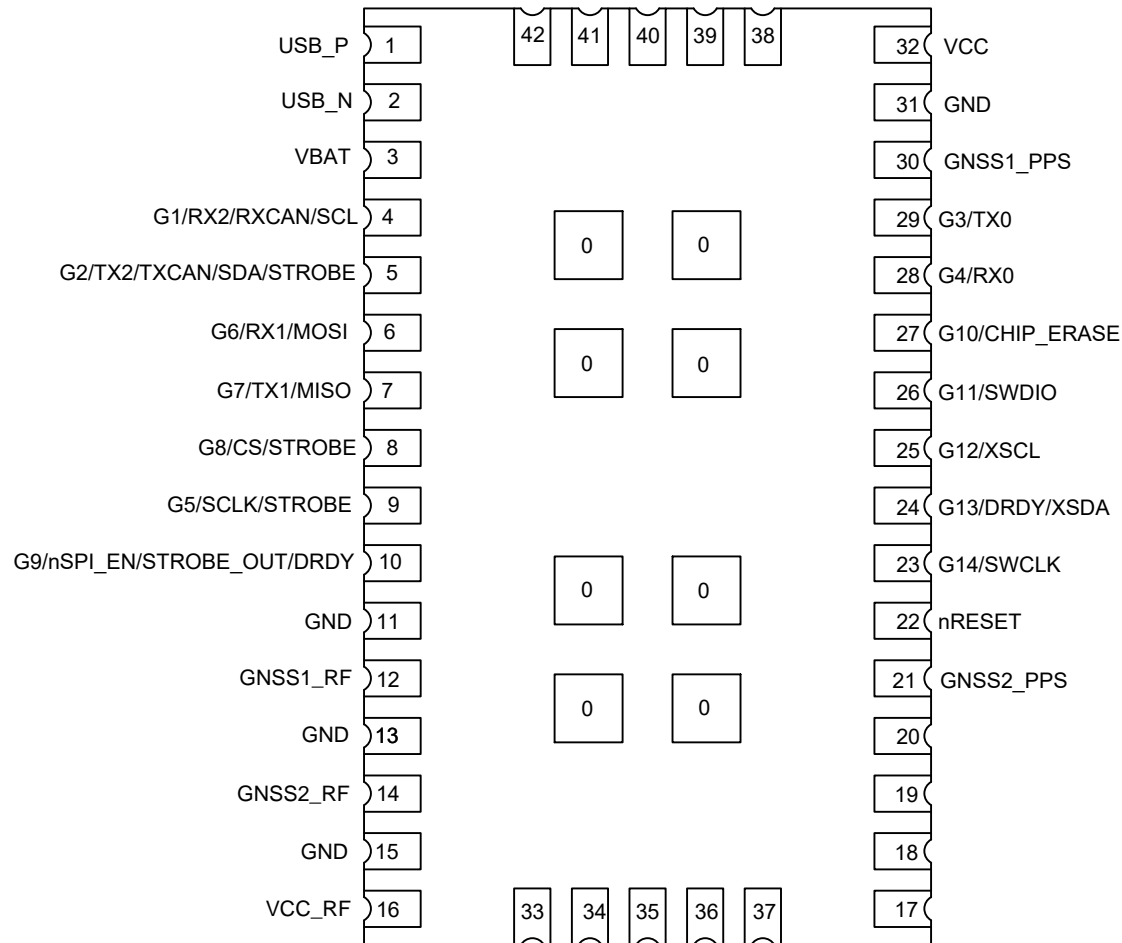 42 41 40 39 38
USB_P 1 32 VCC
USB_N 2 31 GND
VBAT 3 30 GNSS1_PPS
G1/RX2/RXCAN/SCL 4 29 G3/TX0
0 0
G2/TX2/TXCAN/SDA/STROBE 5 28 G4/RX0
G6/RX1/MOSI 6 27 G10/CHIP_ERASE
0 0
G7/TX1/MISO 7 26 G11/SWDIO
G8/CS/STROBE 8 25 G12/XSCL
G5/SCLK/STROBE 9 24 G13/DRDY/XSDA
G9/nSPI_EN/STROBE_OUT/DRDY 10 23 G14/SWCLK
0 0
GND 11 22 nRESET
GNSS1_RF 12 21 GNSS2_PPS
0 0
GND 13 20
GNSS2_RF 14 19
GND 15 18
VCC_RF 16 33 34 35 36 37 17